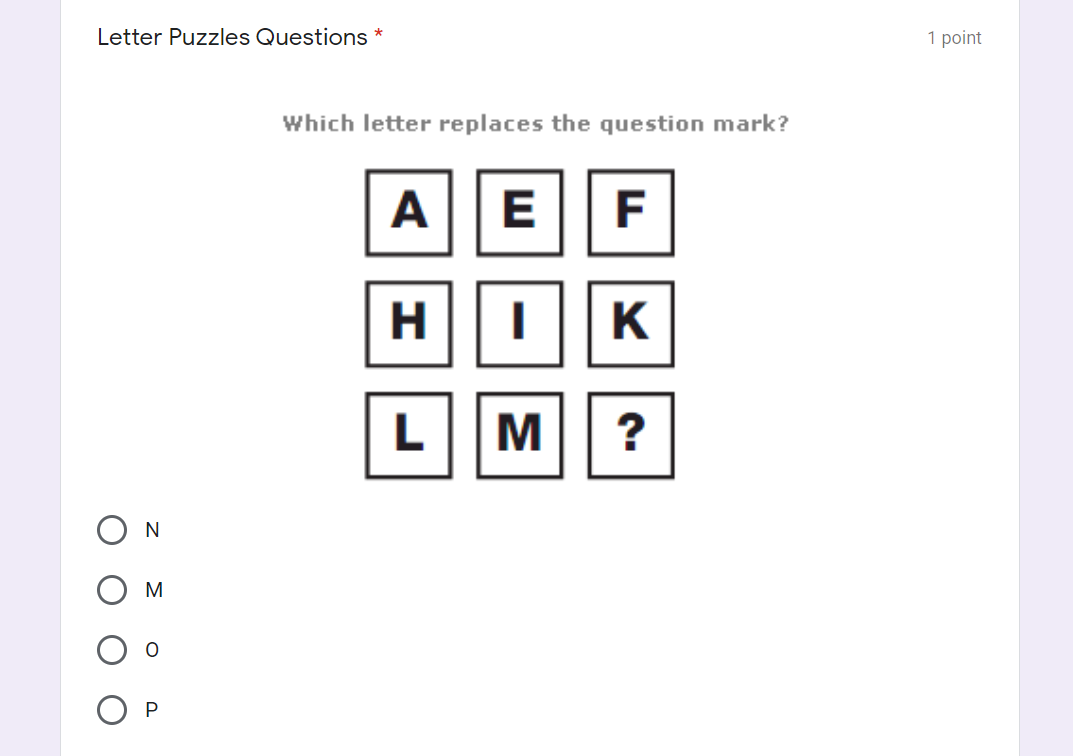 Letter Puzzles Questions *
1 point
Which letter replaces the question mark?
A E F
H I K
L M ?
N
M
O
P